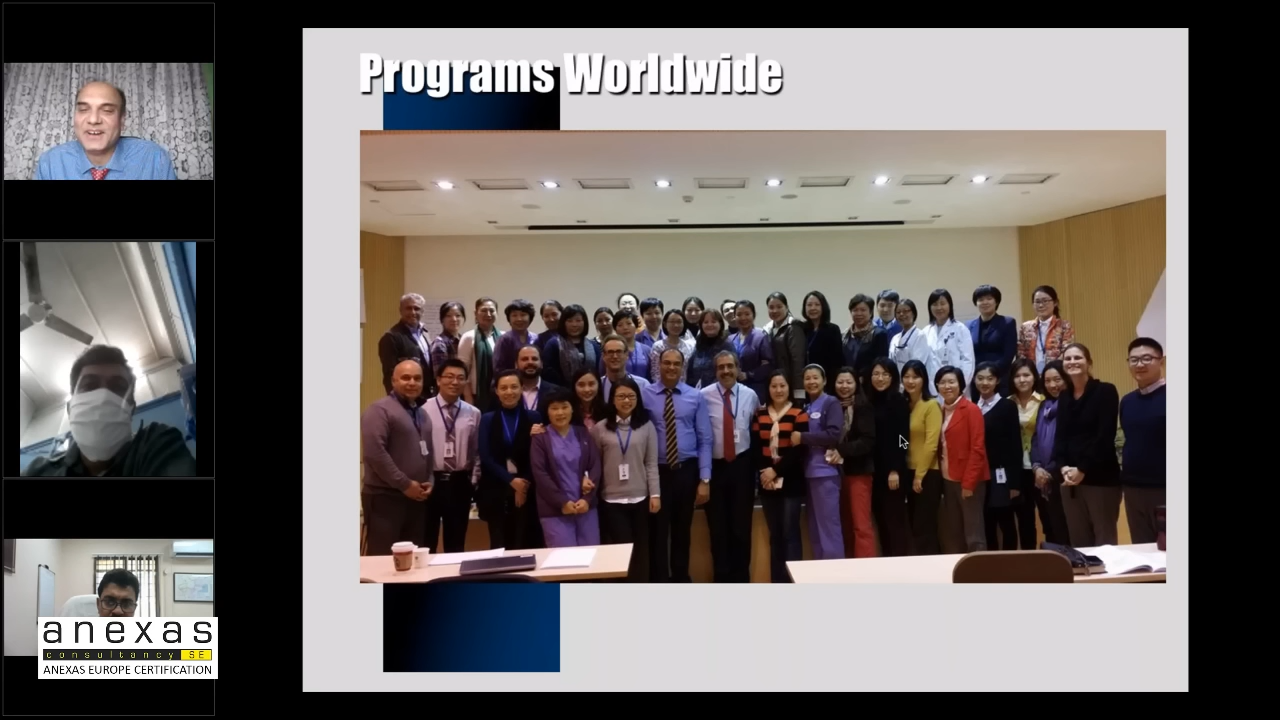 Programs Worldwide
anexas
consultancy SE
ANEXAS EUROPE CERTIFICATION